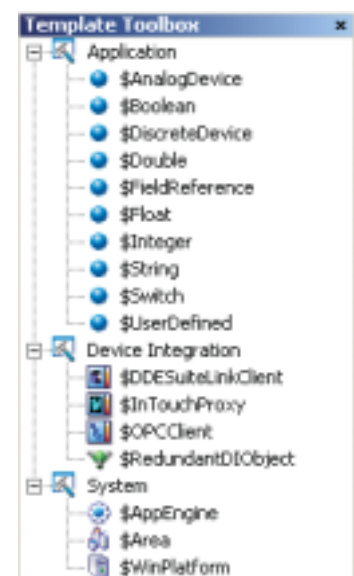 Template Toolbox
Application
$AnalogDevice
$Boolean
$DiscreteDevice
$Double
$FieldReference
$Float
$Integer
$String
$Switch
$UserDefined
Device Integration
$DDESuiteLinkClient
$InTouchProxy
$OPCClient
$RedundantDIObject
System
$AppEngine
$Area
$WinPlatform